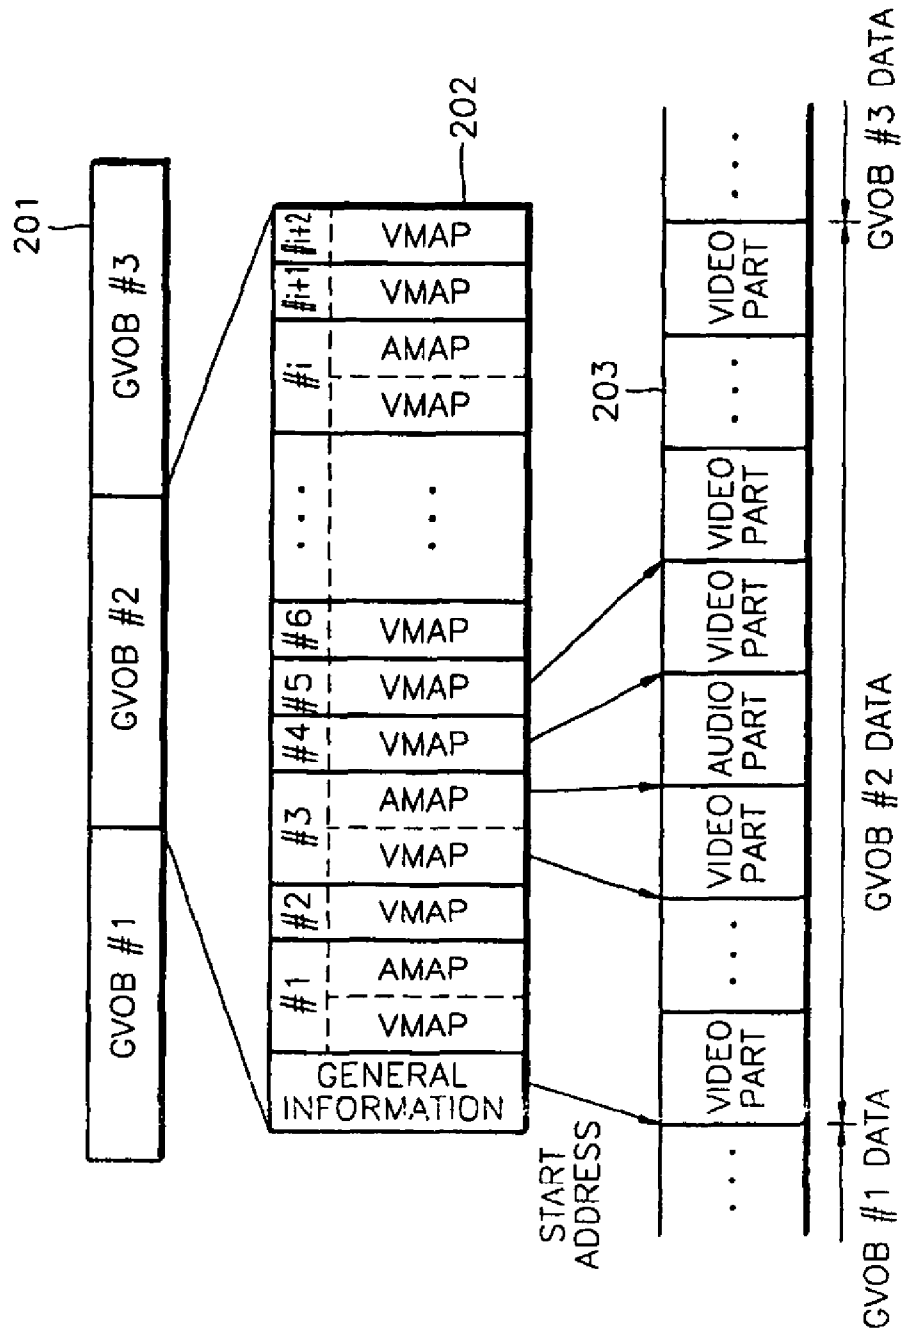 201
GVOB #1
GVOB #2
GVOB #3
GENERAL
INFORMATION
#1
#2
#3
#4
#5
#6
. . .
#i
#i+1
#i+2
VMAP
AMAP
VMAP
VMAP
AMAP
VMAP
VMAP
VMAP
. . .
VMAP
AMAP
VMAP
VMAP
202
START
ADDRESS
203
. . .
VIDEO
PART
. . .
VIDEO
PART
AUDIO
PART
VIDEO
PART
VIDEO
PART
. . .
VIDEO
PART
. . .
GVOB #1 DATA
GVOB #2 DATA
GVOB #3 DATA